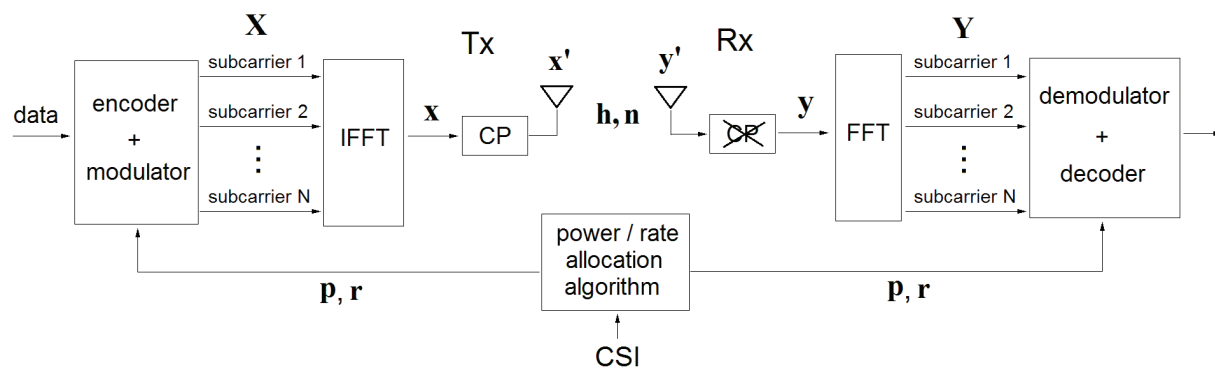 X
Tx
Rx
Y
x'
y'
data
encoder
+
modulator
subcarrier 1
subcarrier 2
subcarrier N
IFFT
x
CP
h, n
CP
y
FFT
subcarrier 1
subcarrier 2
subcarrier N
demodulator
+
decoder
power / rate
allocation
algorithm
p, r
p, r
CSI